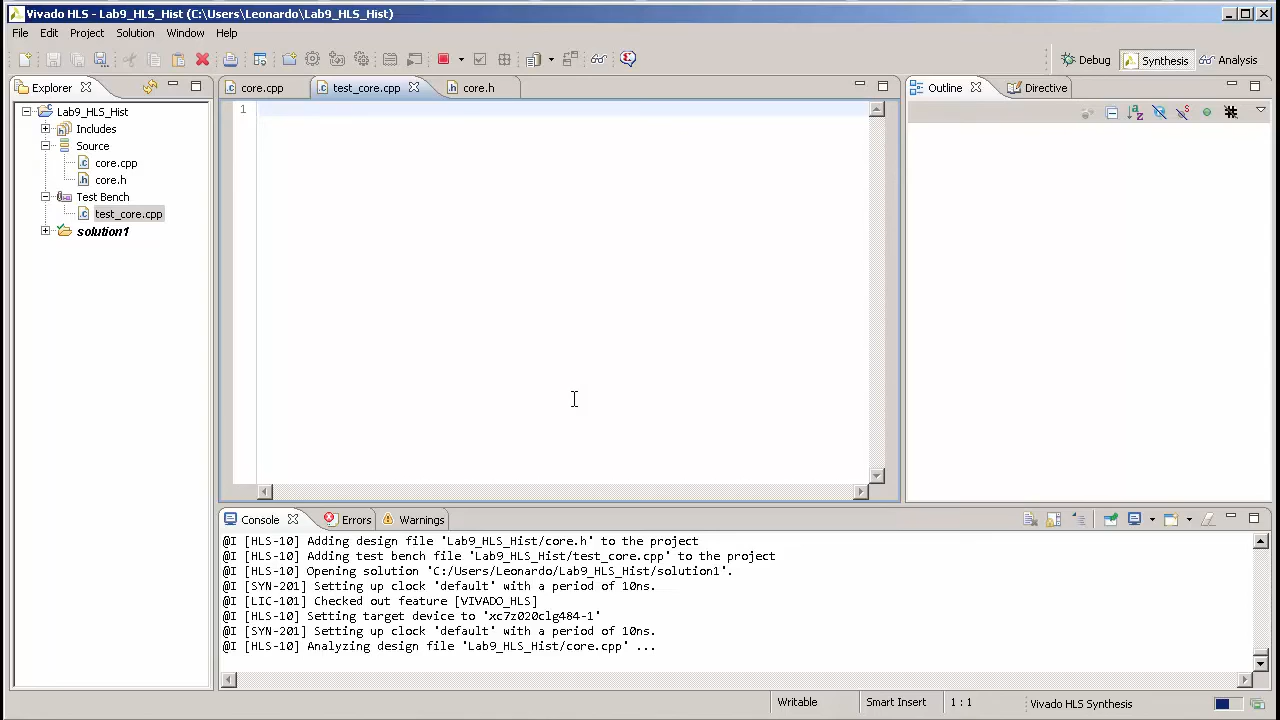 Vivado HLS - Lab9_HLS_Hist (C:\Users\Leonardo\Lab9_HLS_Hist)
File Edit Project Solution Window Help
Debug Synthesis Analysis
Explorer
core.cpp test_core.cpp core.h
Outline Directive
Lab9_HLS_Hist
Includes
Source
core.cpp
core.h
Test Bench
test_core.cpp
solution1
1
Console Errors Warnings
@I [HLS-10] Adding design file 'Lab9_HLS_Hist/core.h' to the project
@I [HLS-10] Adding test bench file 'Lab9_HLS_Hist/test_core.cpp' to the project
@I [HLS-10] Opening solution 'C:/Users/Leonardo/Lab9_HLS_Hist/solution1'.
@I [SYN-201] Setting up clock 'default' with a period of 10ns.
@I [LIC-101] Checked out feature [VIVADO_HLS]
@I [HLS-10] Setting target device to 'xc7z020clg484-1'
@I [SYN-201] Setting up clock 'default' with a period of 10ns.
@I [HLS-10] Analyzing design file 'Lab9_HLS_Hist/core.cpp' ...
Writable Smart Insert 1 : 1 Vivado HLS Synthesis